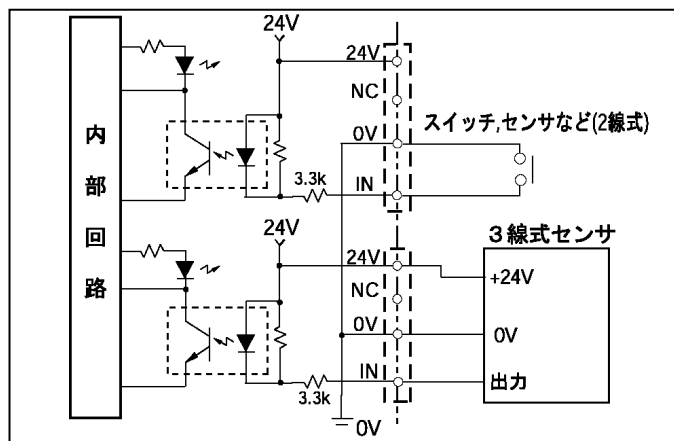 24V
24V
NC
0V
スイッチ,センサなど(2線式)
3.3k
IN
内部回路
24V
3線式センサ
24V
+24V
NC
0V
0V
IN
出力
3.3k
0V